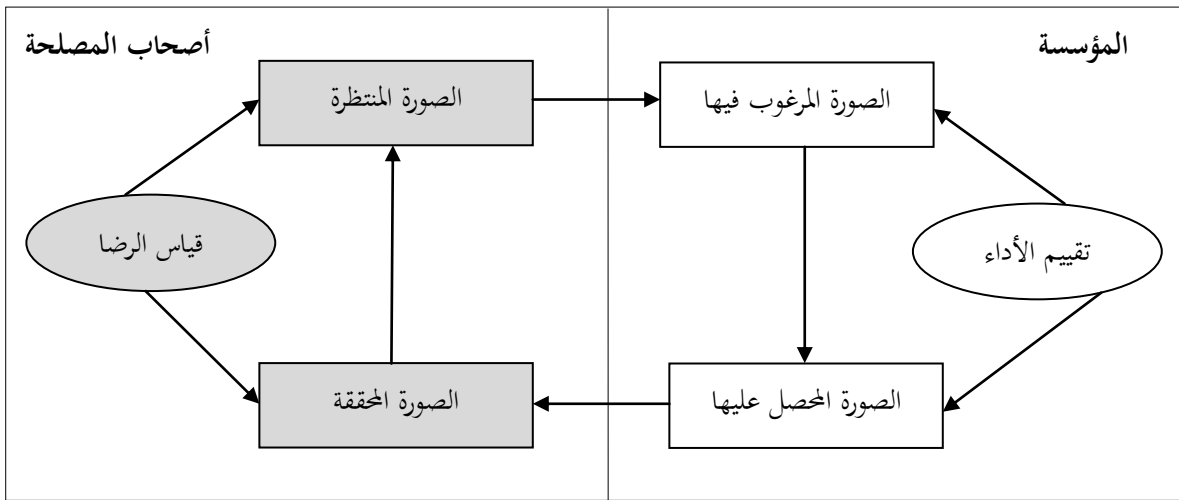 المؤسسة
أصحاب المصلحة
الصورة المرغوب فيها
الصورة المنتظرة
تقييم الأداء
قياس الرضا
الصورة المحصل عليها
الصورة المحققة